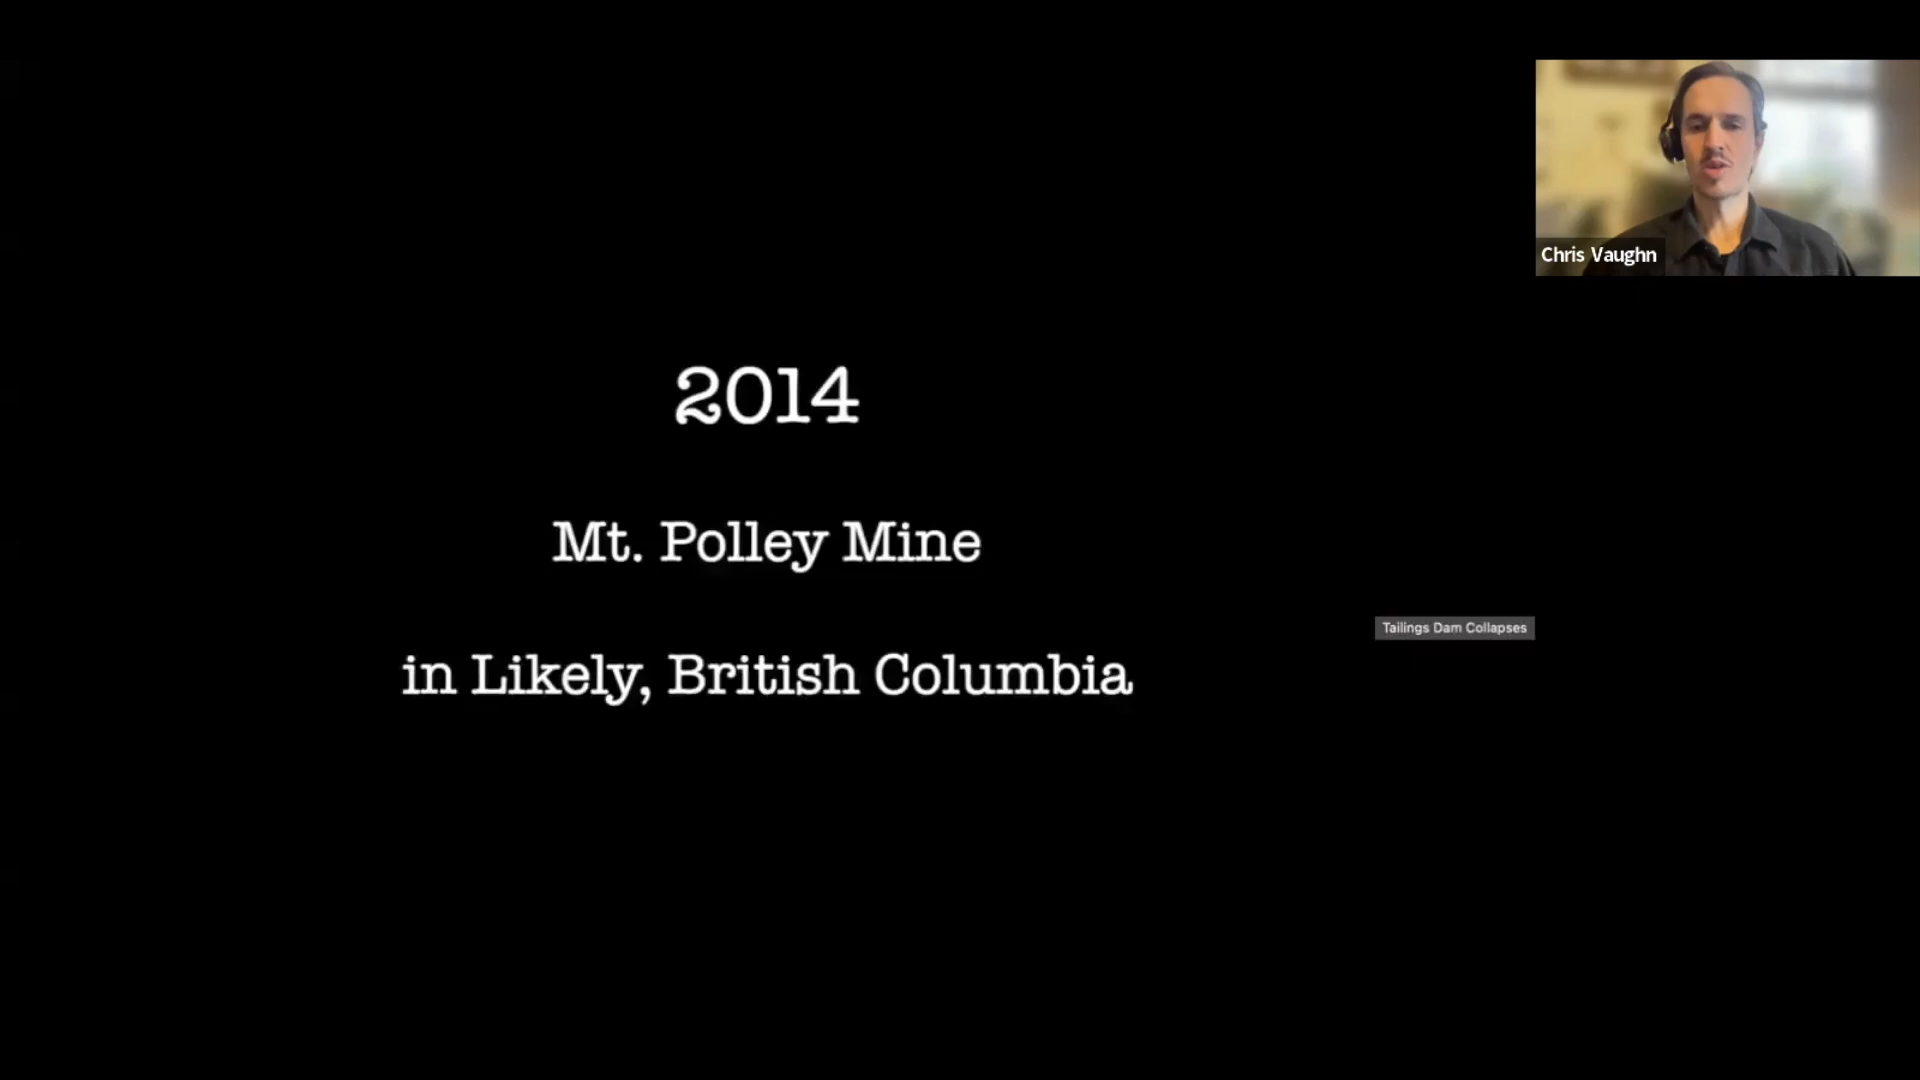 Chris Vaughn
2014
Mt. Polley Mine
in Likely, British Columbia
Tailings Dam Collapses